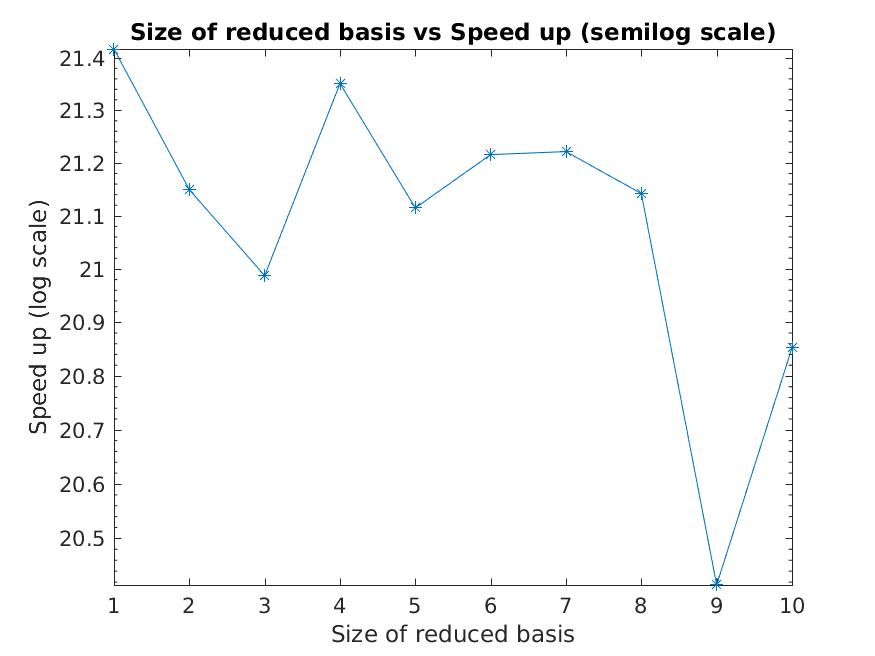 Size of reduced basis vs Speed up (semilog scale)
Speed up (log scale)
21.4
21.3
21.2
21.1
21
20.9
20.8
20.7
20.6
20.5
1 2 3 4 5 6 7 8 9 10
Size of reduced basis